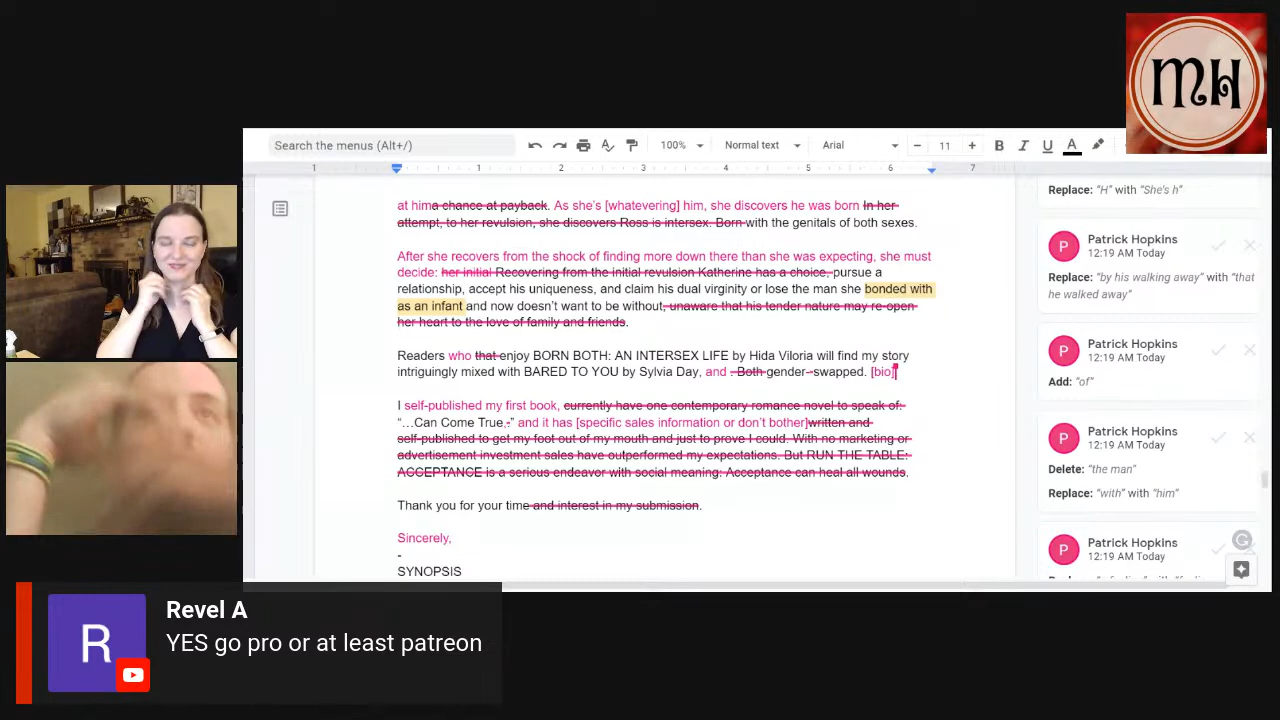 MH
Search the menus (Alt+/)
100%
Normal text
Arial
11
B I U A
1 1 2 3 4 5 6 7
at hima chance at payback. As she's [whatevering] him, she discovers he was born In her
attempt, to her revulsion, she discovers Ross is intersex. Born with the genitals of both sexes.
After she recovers from the shock of finding more down there than she was expecting, she must
decide: her initial Recovering from the initial revulsion Katherine has a choice, pursue a
relationship, accept his uniqueness, and claim his dual virginity or lose the man she bonded with
as an infant and now doesn't want to be without, unaware that his tender nature may re-open
her heart to the love of family and friends.
Readers who that enjoy BORN BOTH: AN INTERSEX LIFE by Hida Viloria will find my story
intriguingly mixed with BARED TO YOU by Sylvia Day, and . Both gender -swapped. [bio]
I self-published my first book, currently have one contemporary romance novel to speak of:
“…Can Come True.-” and it has [specific sales information or don't bother]written and
self-published to get my foot out of my mouth and just to prove I could. With no marketing or
advertisement investment sales have outperformed my expectations. But RUN THE TABLE:
ACCEPTANCE is a serious endeavor with social meaning: Acceptance can heal all wounds.
Thank you for your time and interest in my submission.
Sincerely,
-
SYNOPSIS
Replace: "H" with "She's h"
P
Patrick Hopkins
12:19 AM Today
Replace: "by his walking away" with "that
he walked away"
P
Patrick Hopkins
12:19 AM Today
Add: "of"
P
Patrick Hopkins
12:19 AM Today
Delete: "the man"
Replace: "with" with "him"
P
Patrick Hopkins
12:19 AM Today
R
Revel A
YES go pro or at least patreon